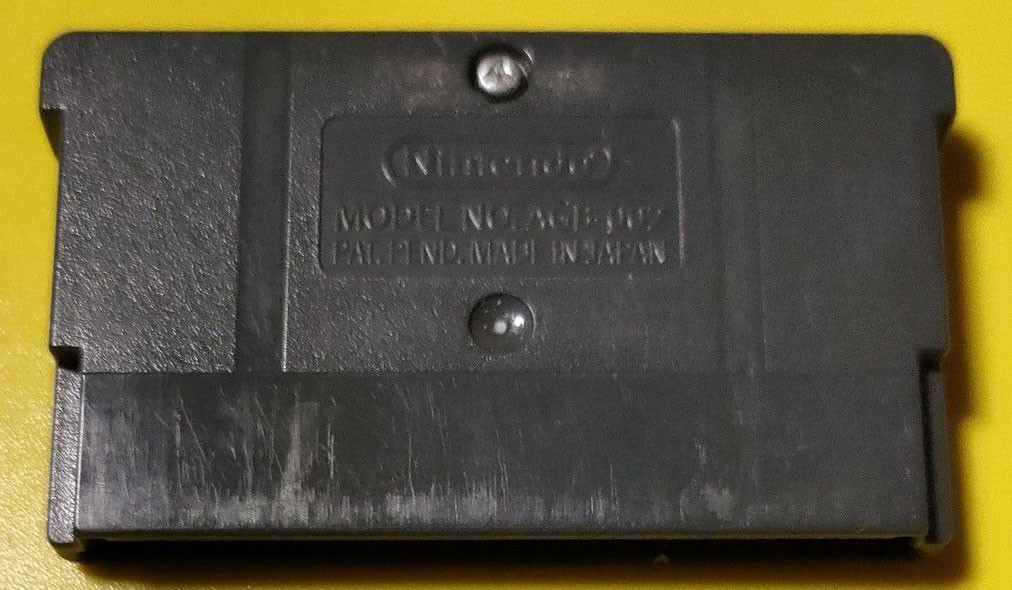 Nintendo
MODEL NO. AGB-002
PAT. PEND. MADE IN JAPAN